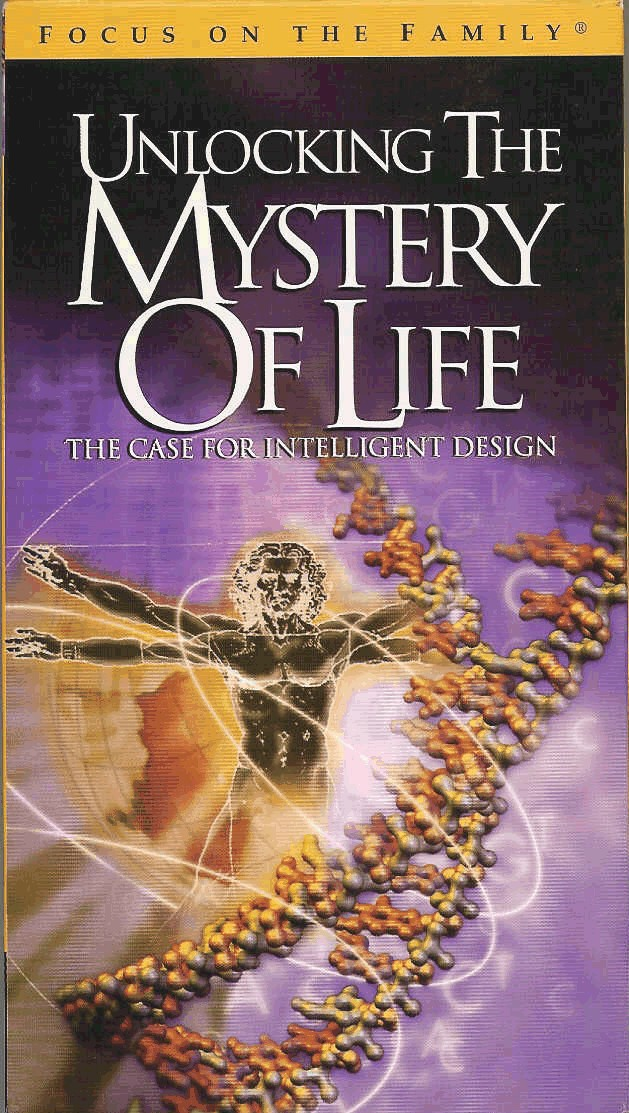 FOCUS ON THE FAMILY®
UNLOCKING THE
MYSTERY
OF LIFE
THE CASE FOR INTELLIGENT DESIGN